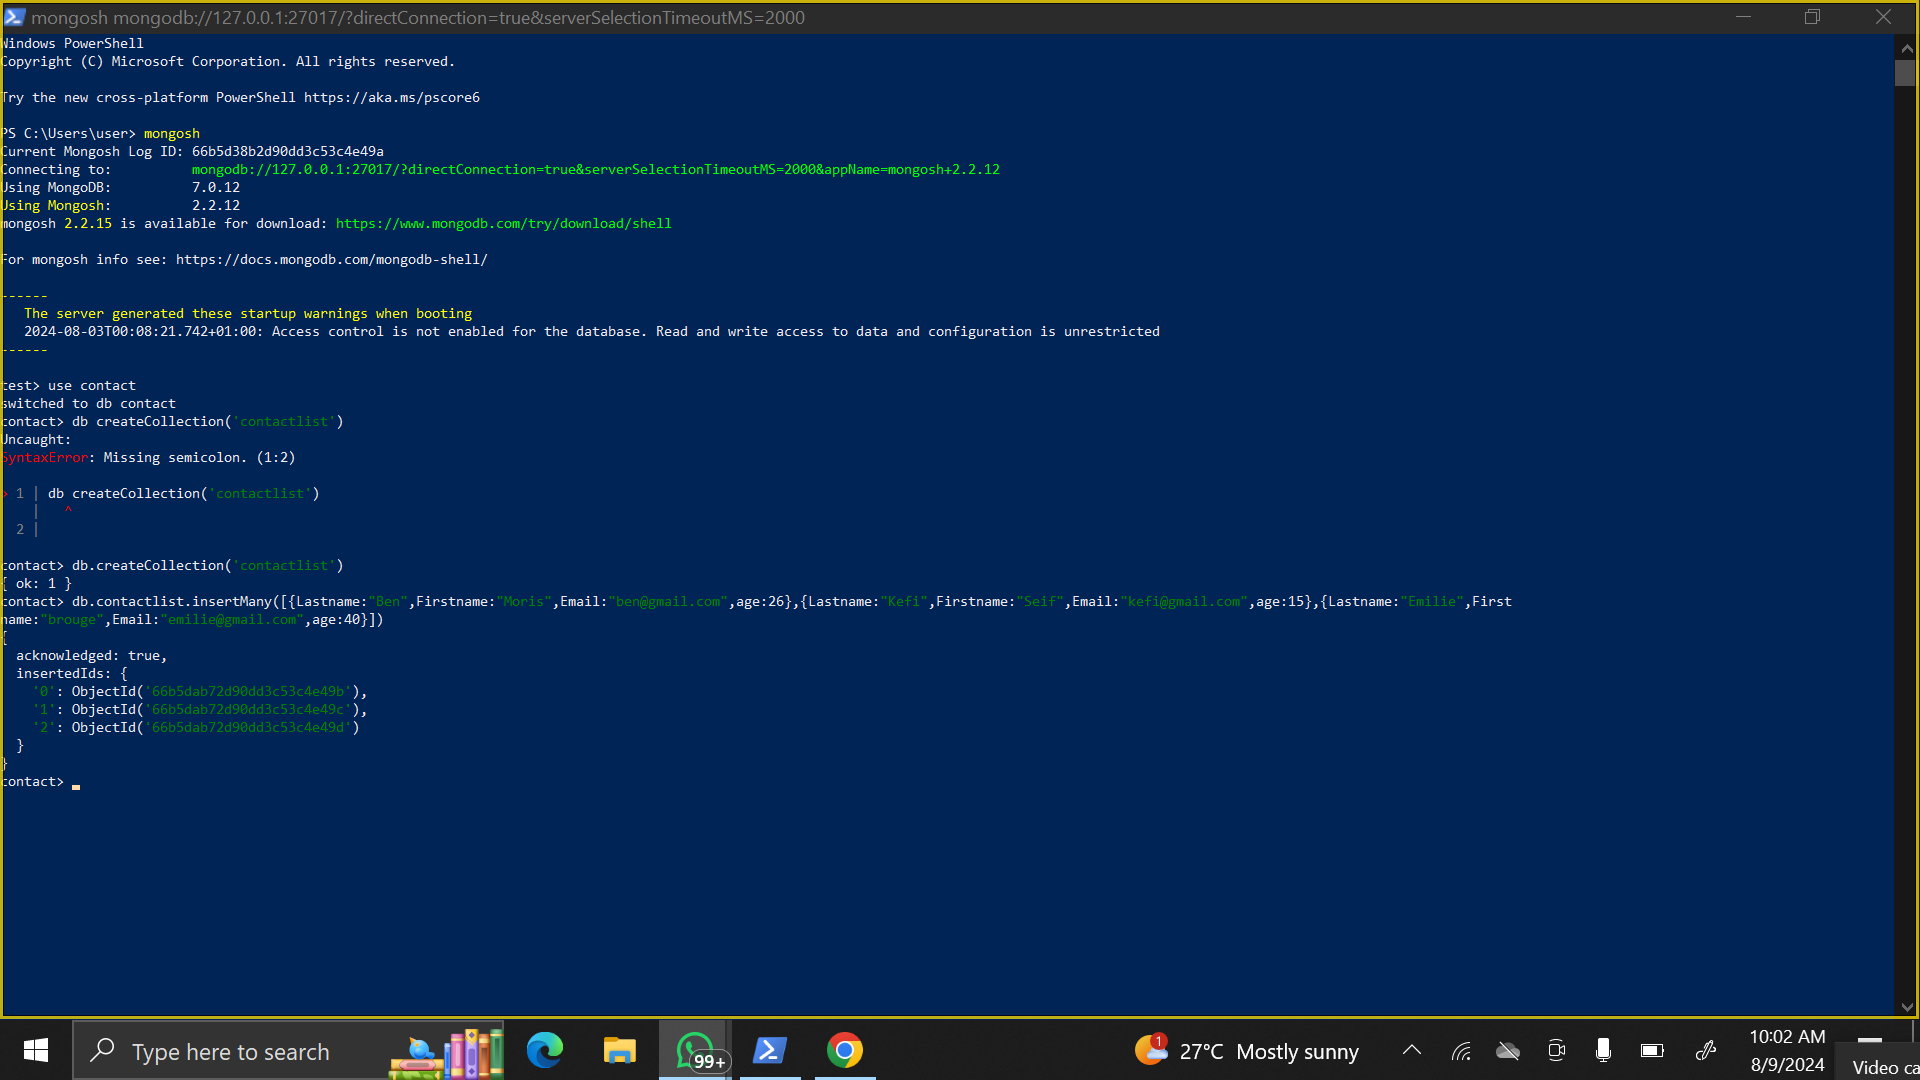 mongosh mongodb://127.0.0.1:27017/?directConnection=true&serverSelectionTimeoutMS=2000
Windows PowerShell
Copyright (C) Microsoft Corporation. All rights reserved.
Try the new cross-platform PowerShell https://aka.ms/pscore6
PS C:\Users\user> mongosh
Current Mongosh Log ID: 66b5d38b2d90dd3c53c4e49a
Connecting to: mongodb://127.0.0.1:27017/?directConnection=true&serverSelectionTimeoutMS=2000&appName=mongosh+2.2.12
Using MongoDB: 7.0.12
Using Mongosh: 2.2.12
mongosh 2.2.15 is available for download: https://www.mongodb.com/try/download/shell
For mongosh info see: https://docs.mongodb.com/mongodb-shell/
------
The server generated these startup warnings when booting
2024-08-03T00:08:21.742+01:00: Access control is not enabled for the database. Read and write access to data and configuration is unrestricted
------
test> use contact
switched to db contact
contact> db createCollection('contactlist')
Uncaught:
SyntaxError: Missing semicolon. (1:2)
> 1 | db createCollection('contactlist')
|   ^
2 |
contact> db.createCollection('contactlist')
{ ok: 1 }
contact> db.contactlist.insertMany([{Lastname:"Ben",Firstname:"Moris",Email:"ben@gmail.com",age:26},{Lastname:"Kefi",Firstname:"Seif",Email:"kefi@gmail.com",age:15},{Lastname:"Emilie",First
name:"brouge",Email:"emilie@gmail.com",age:40}])
{
acknowledged: true,
insertedIds: {
'0': ObjectId('66b5dab72d90dd3c53c4e49b'),
'1': ObjectId('66b5dab72d90dd3c53c4e49c'),
'2': ObjectId('66b5dab72d90dd3c53c4e49d')
}
}
contact>
Type here to search
99+
1
27°C Mostly sunny
10:02 AM
8/9/2024
Video ca